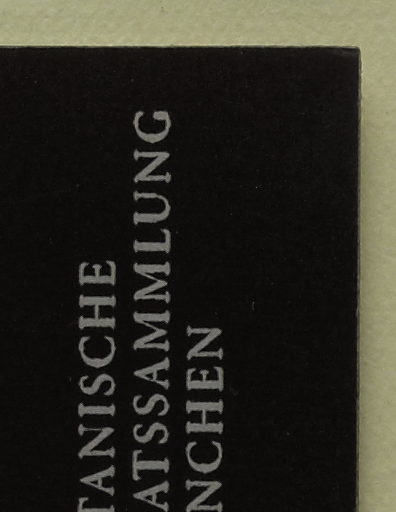 TANISCHE
ATSSAMMLUNG
NCHEN